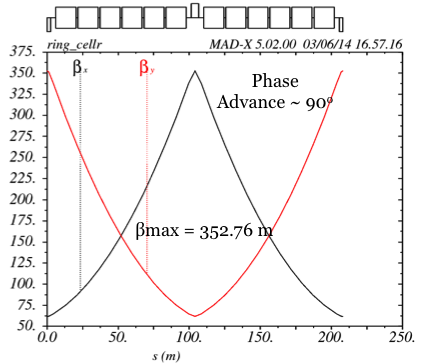 ring_cellr MAD-X 5.02.00 03/06/14 16.57.16
375.
350.
325.
300.
275.
250.
225.
200.
175.
150.
125.
100.
75.
50.
βx βy
Phase
Advance ~ 90°
βmax = 352.76 m
0.0 50. 100. 150. 200. 250.
s (m)